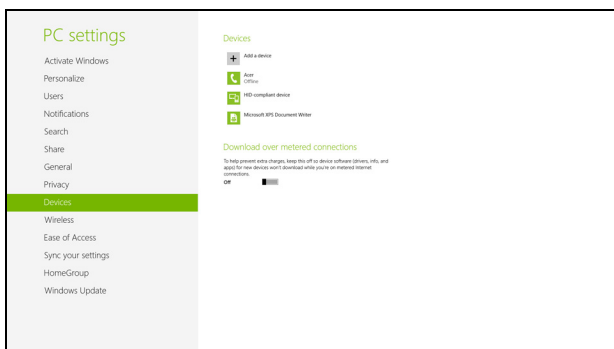 PC settings
Activate Windows
Personalize
Users
Notifications
Search
Share
General
Privacy
Devices
Wireless
Ease of Access
Sync your settings
HomeGroup
Windows Update
Devices
Add a device
Acer
Offline
HID-compliant device
Microsoft XPS Document Writer
Download over metered connections
To help prevent extra charges, keep this off so device software (drivers, info, and
apps) for new devices won't download while you're on metered Internet
connections.
Off